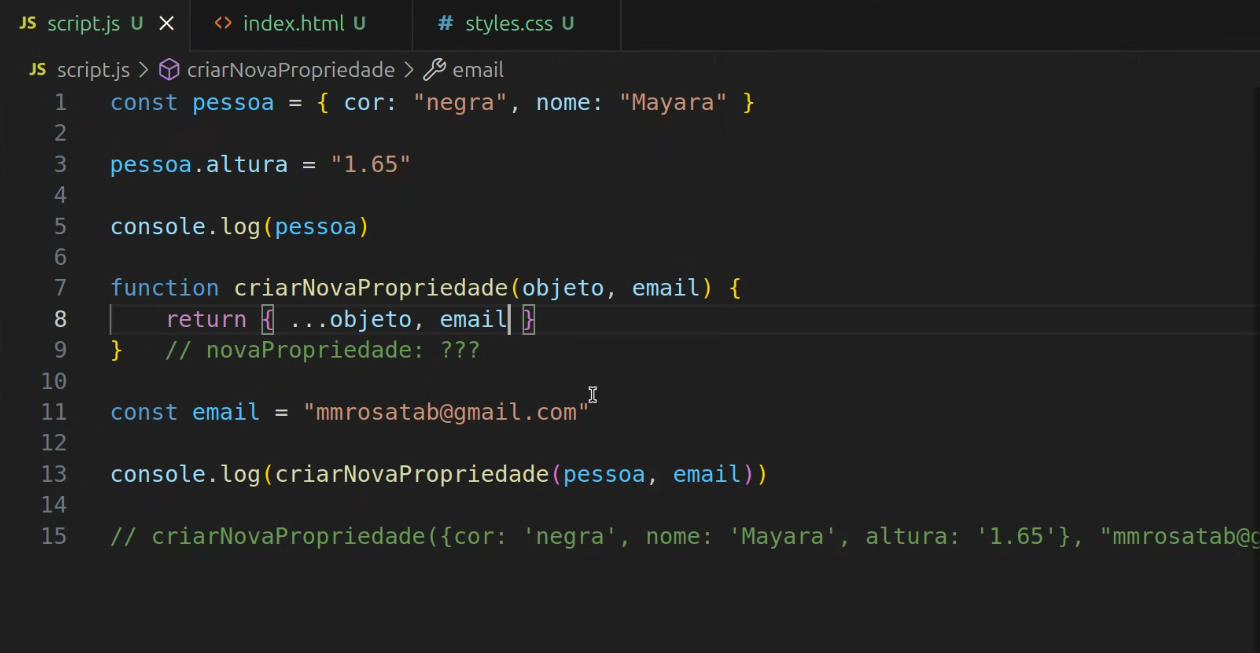 JS script.js U × <> index.html U # styles.css U
JS script.js > criarNovaPropriedade > email
1 const pessoa = { cor: "negra", nome: "Mayara" }
2
3 pessoa.altura = "1.65"
4
5 console.log(pessoa)
6
7 function criarNovaPropriedade(objeto, email) {
8 return { ...objeto, email }
9 } // novaPropriedade: ???
10
11 const email = "mmrosatab@gmail.com"
12
13 console.log(criarNovaPropriedade(pessoa, email))
14
15 // criarNovaPropriedade({cor: 'negra', nome: 'Mayara', altura: '1.65'}, "mmrosatab@g